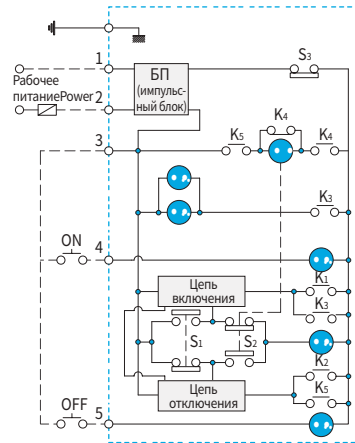 1
S3
БП
(импульс-
ный блок)
Рабочее
питаниеPower
2
K4
3
K5
K4
K3
ON
4
K1
Цепь
включения
K3
S1
S2
K2
Цепь
отключения
K5
OFF
5